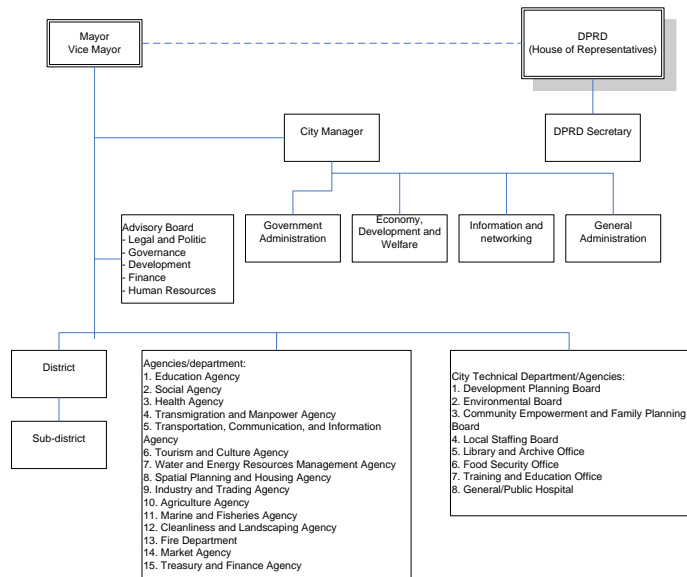 Mayor
Vice Mayor
DPRD
(House of Representatives)
City Manager
DPRD Secretary
Advisory Board
- Legal and Politic
- Governance
- Development
- Finance
- Human Resources
Government
Administration
Economy,
Development and
Welfare
Information and
networking
General
Administration
District
Sub-district
Agencies/department:
1. Education Agency
2. Social Agency
3. Health Agency
4. Transmigration and Manpower Agency
5. Transportation, Communication, and Information
Agency
6. Tourism and Culture Agency
7. Water and Energy Resources Management Agency
8. Spatial Planning and Housing Agency
9. Industry and Trading Agency
10. Agriculture Agency
11. Marine and Fisheries Agency
12. Cleanliness and Landscaping Agency
13. Fire Department
14. Market Agency
15. Treasury and Finance Agency
City Technical Department/Agencies:
1. Development Planning Board
2. Environmental Board
3. Community Empowerment and Family Planning
Board
4. Local Staffing Board
5. Library and Archive Office
6. Food Security Office
7. Training and Education Office
8. General/Public Hospital